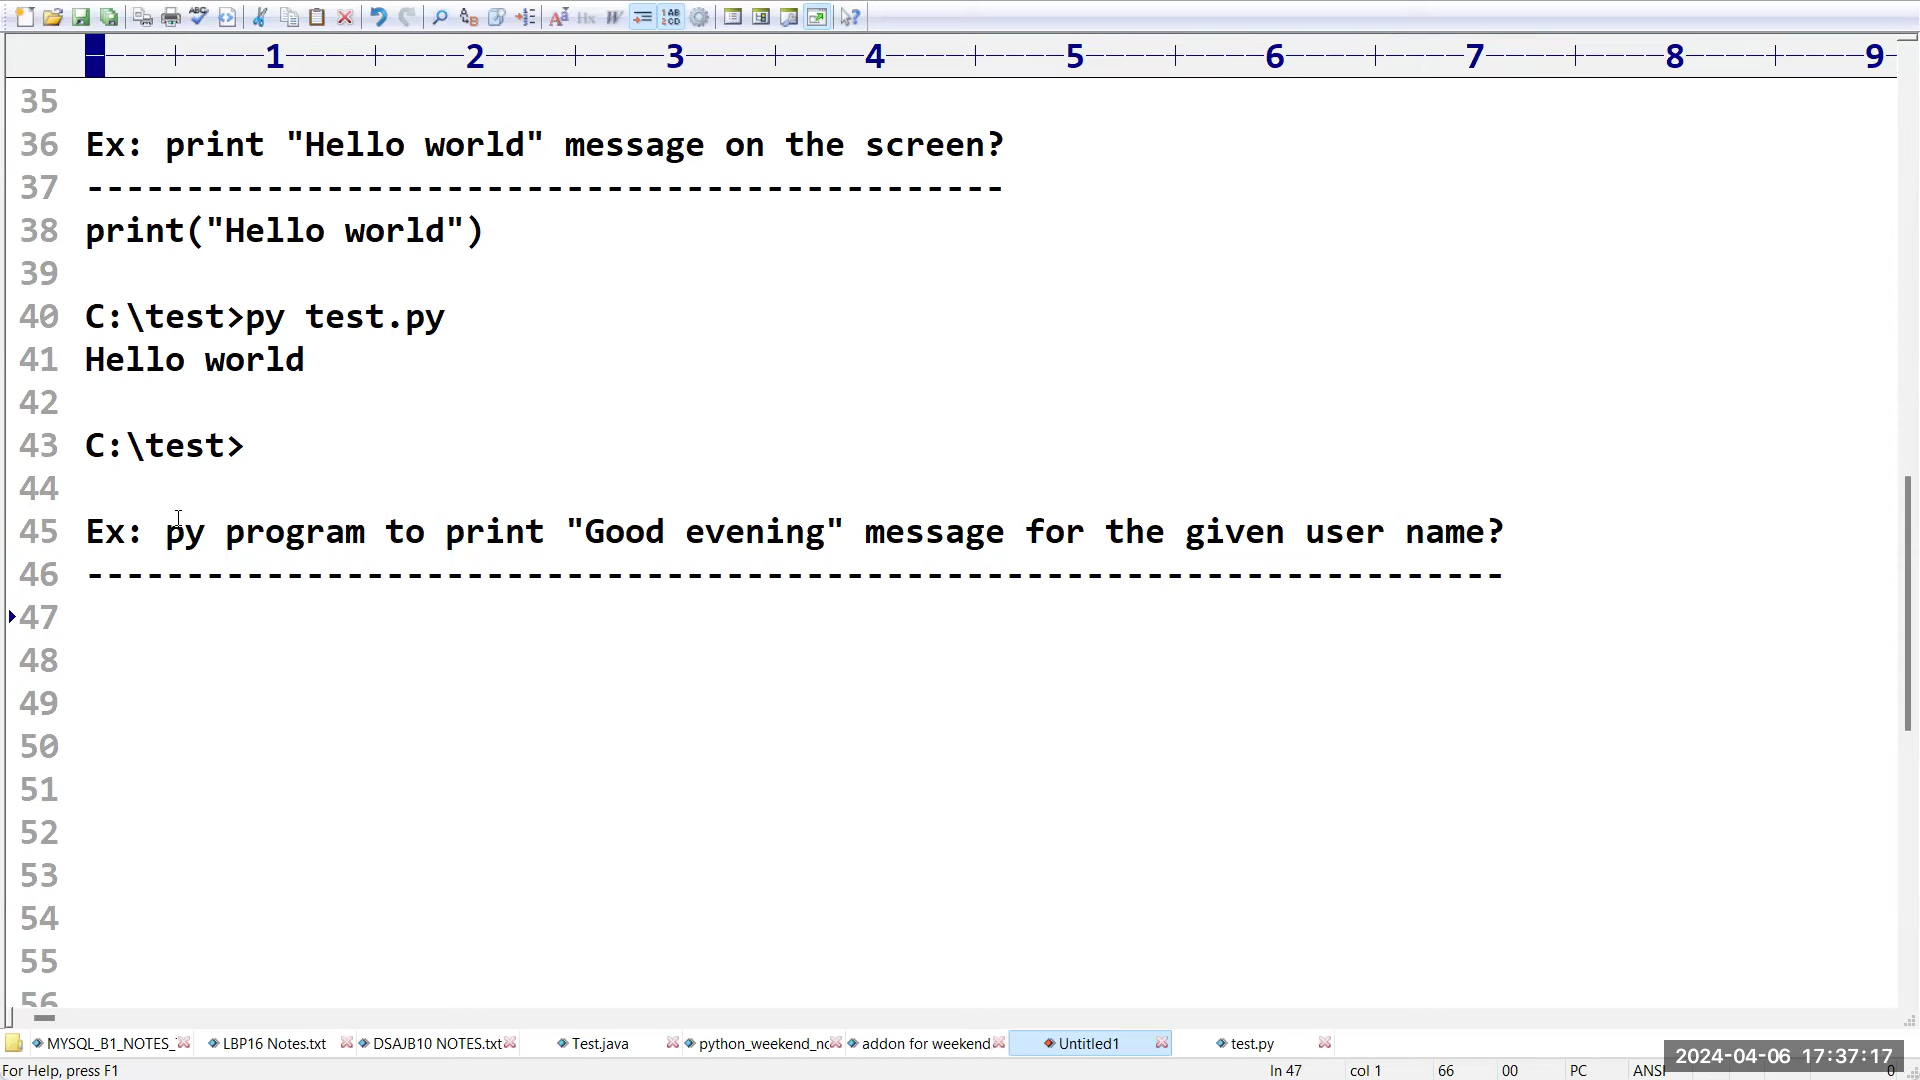 1 2 3 4 5 6 7 8 9
35
36 Ex: print "Hello world" message on the screen?
37 ----------------------------------------------
38 print("Hello world")
39
40 C:\test>py test.py
41 Hello world
42
43 C:\test>
44
45 Ex: py program to print "Good evening" message for the given user name?
46 -----------------------------------------------------------------------
47
48
49
50
51
52
53
54
55
56
MYSQL_B1_NOTES_ LBP16 Notes.txt DSAJB10 NOTES.txt Test.java python_weekend_nc addon for weekend Untitled1 test.py
2024-04-06 17:37:17
For Help, press F1 ln 47 col 1 66 00 PC ANSI 0